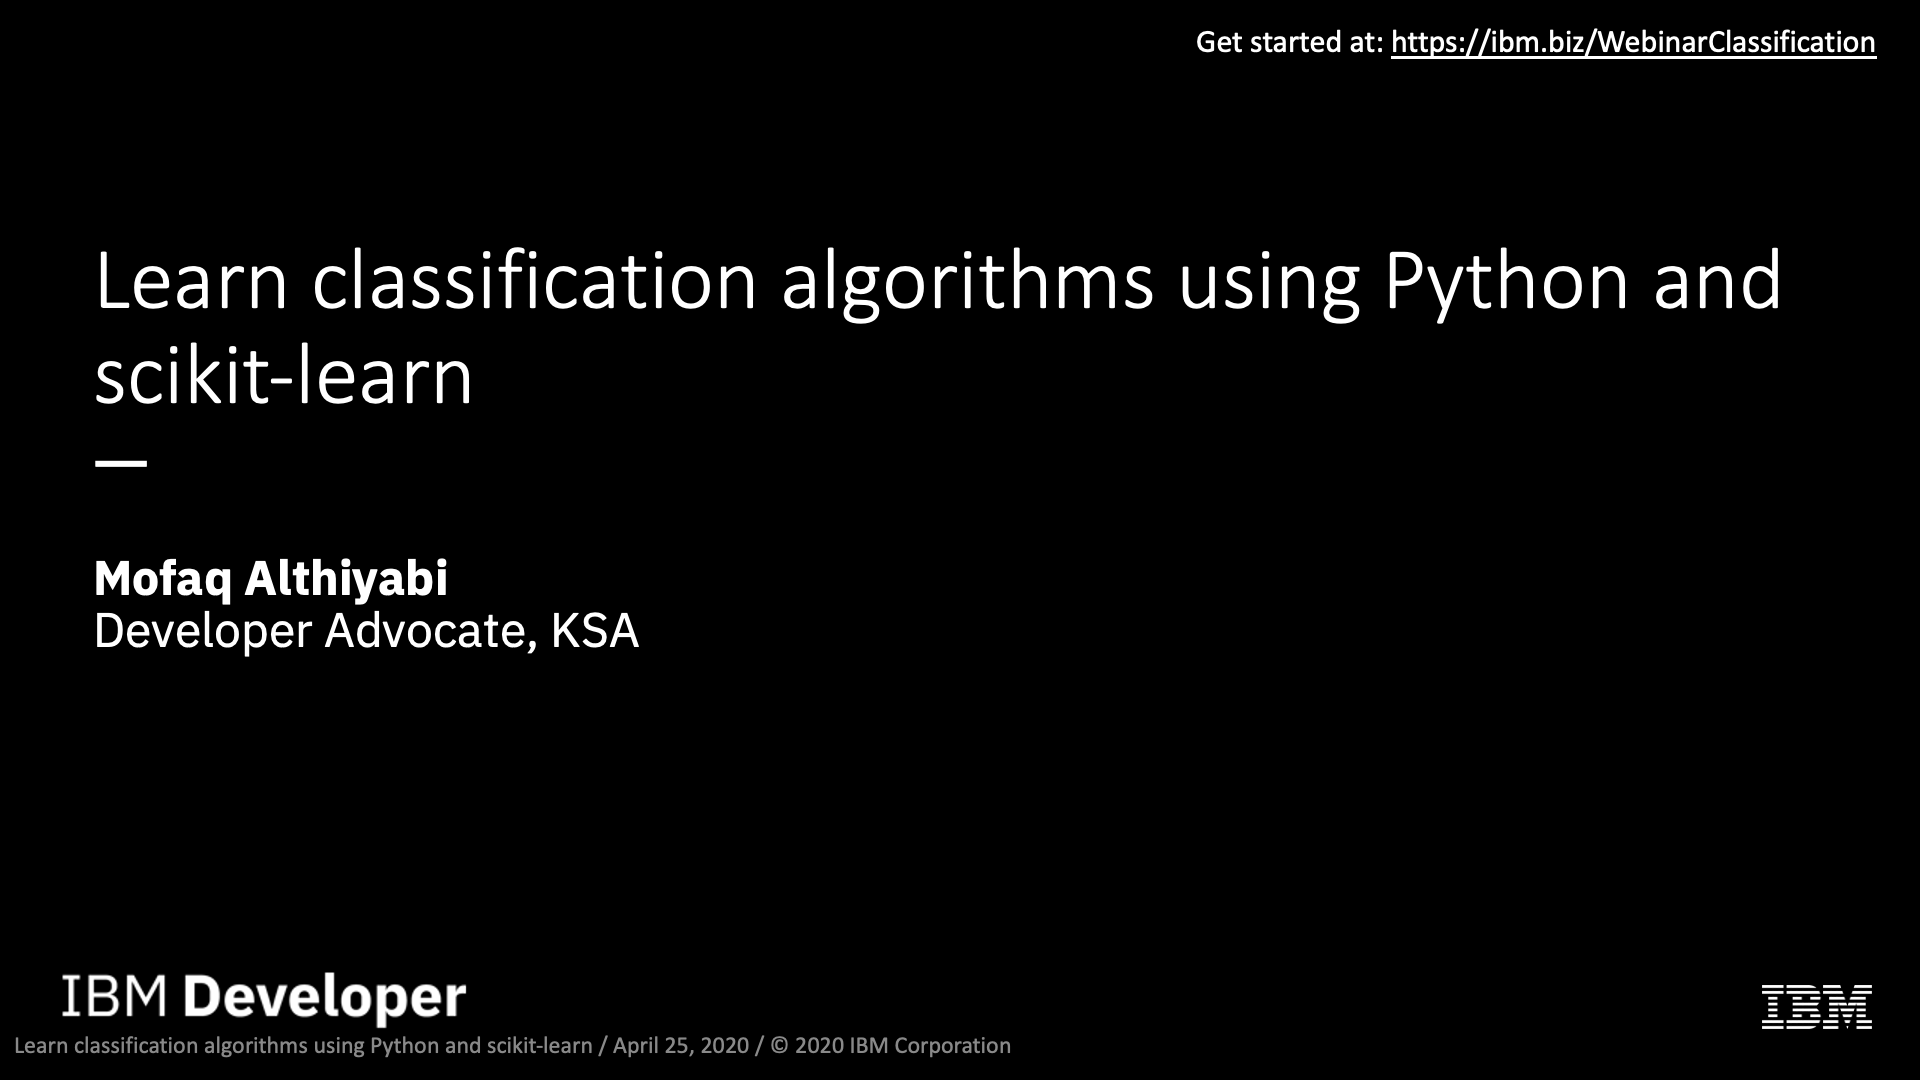 Get started at: https://ibm.biz/WebinarClassification
Learn classification algorithms using Python and
scikit-learn
—
Mofaq Althiyabi
Developer Advocate, KSA
IBM Developer
IBM
Learn classification algorithms using Python and scikit-learn / April 25, 2020 / © 2020 IBM Corporation